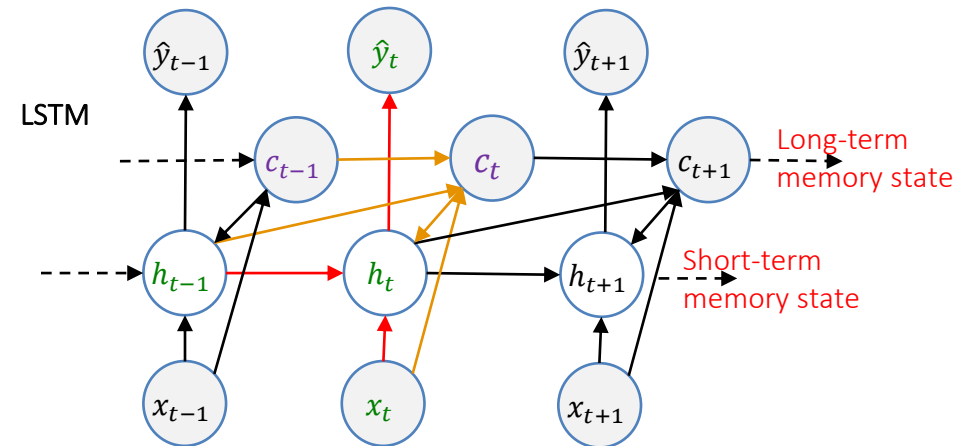 ŷₜ₋₁
ŷₜ
ŷₜ₊₁
LSTM
cₜ₋₁
cₜ
cₜ₊₁
Long-term
memory state
hₜ₋₁
hₜ
hₜ₊₁
Short-term
memory state
xₜ₋₁
xₜ
xₜ₊₁